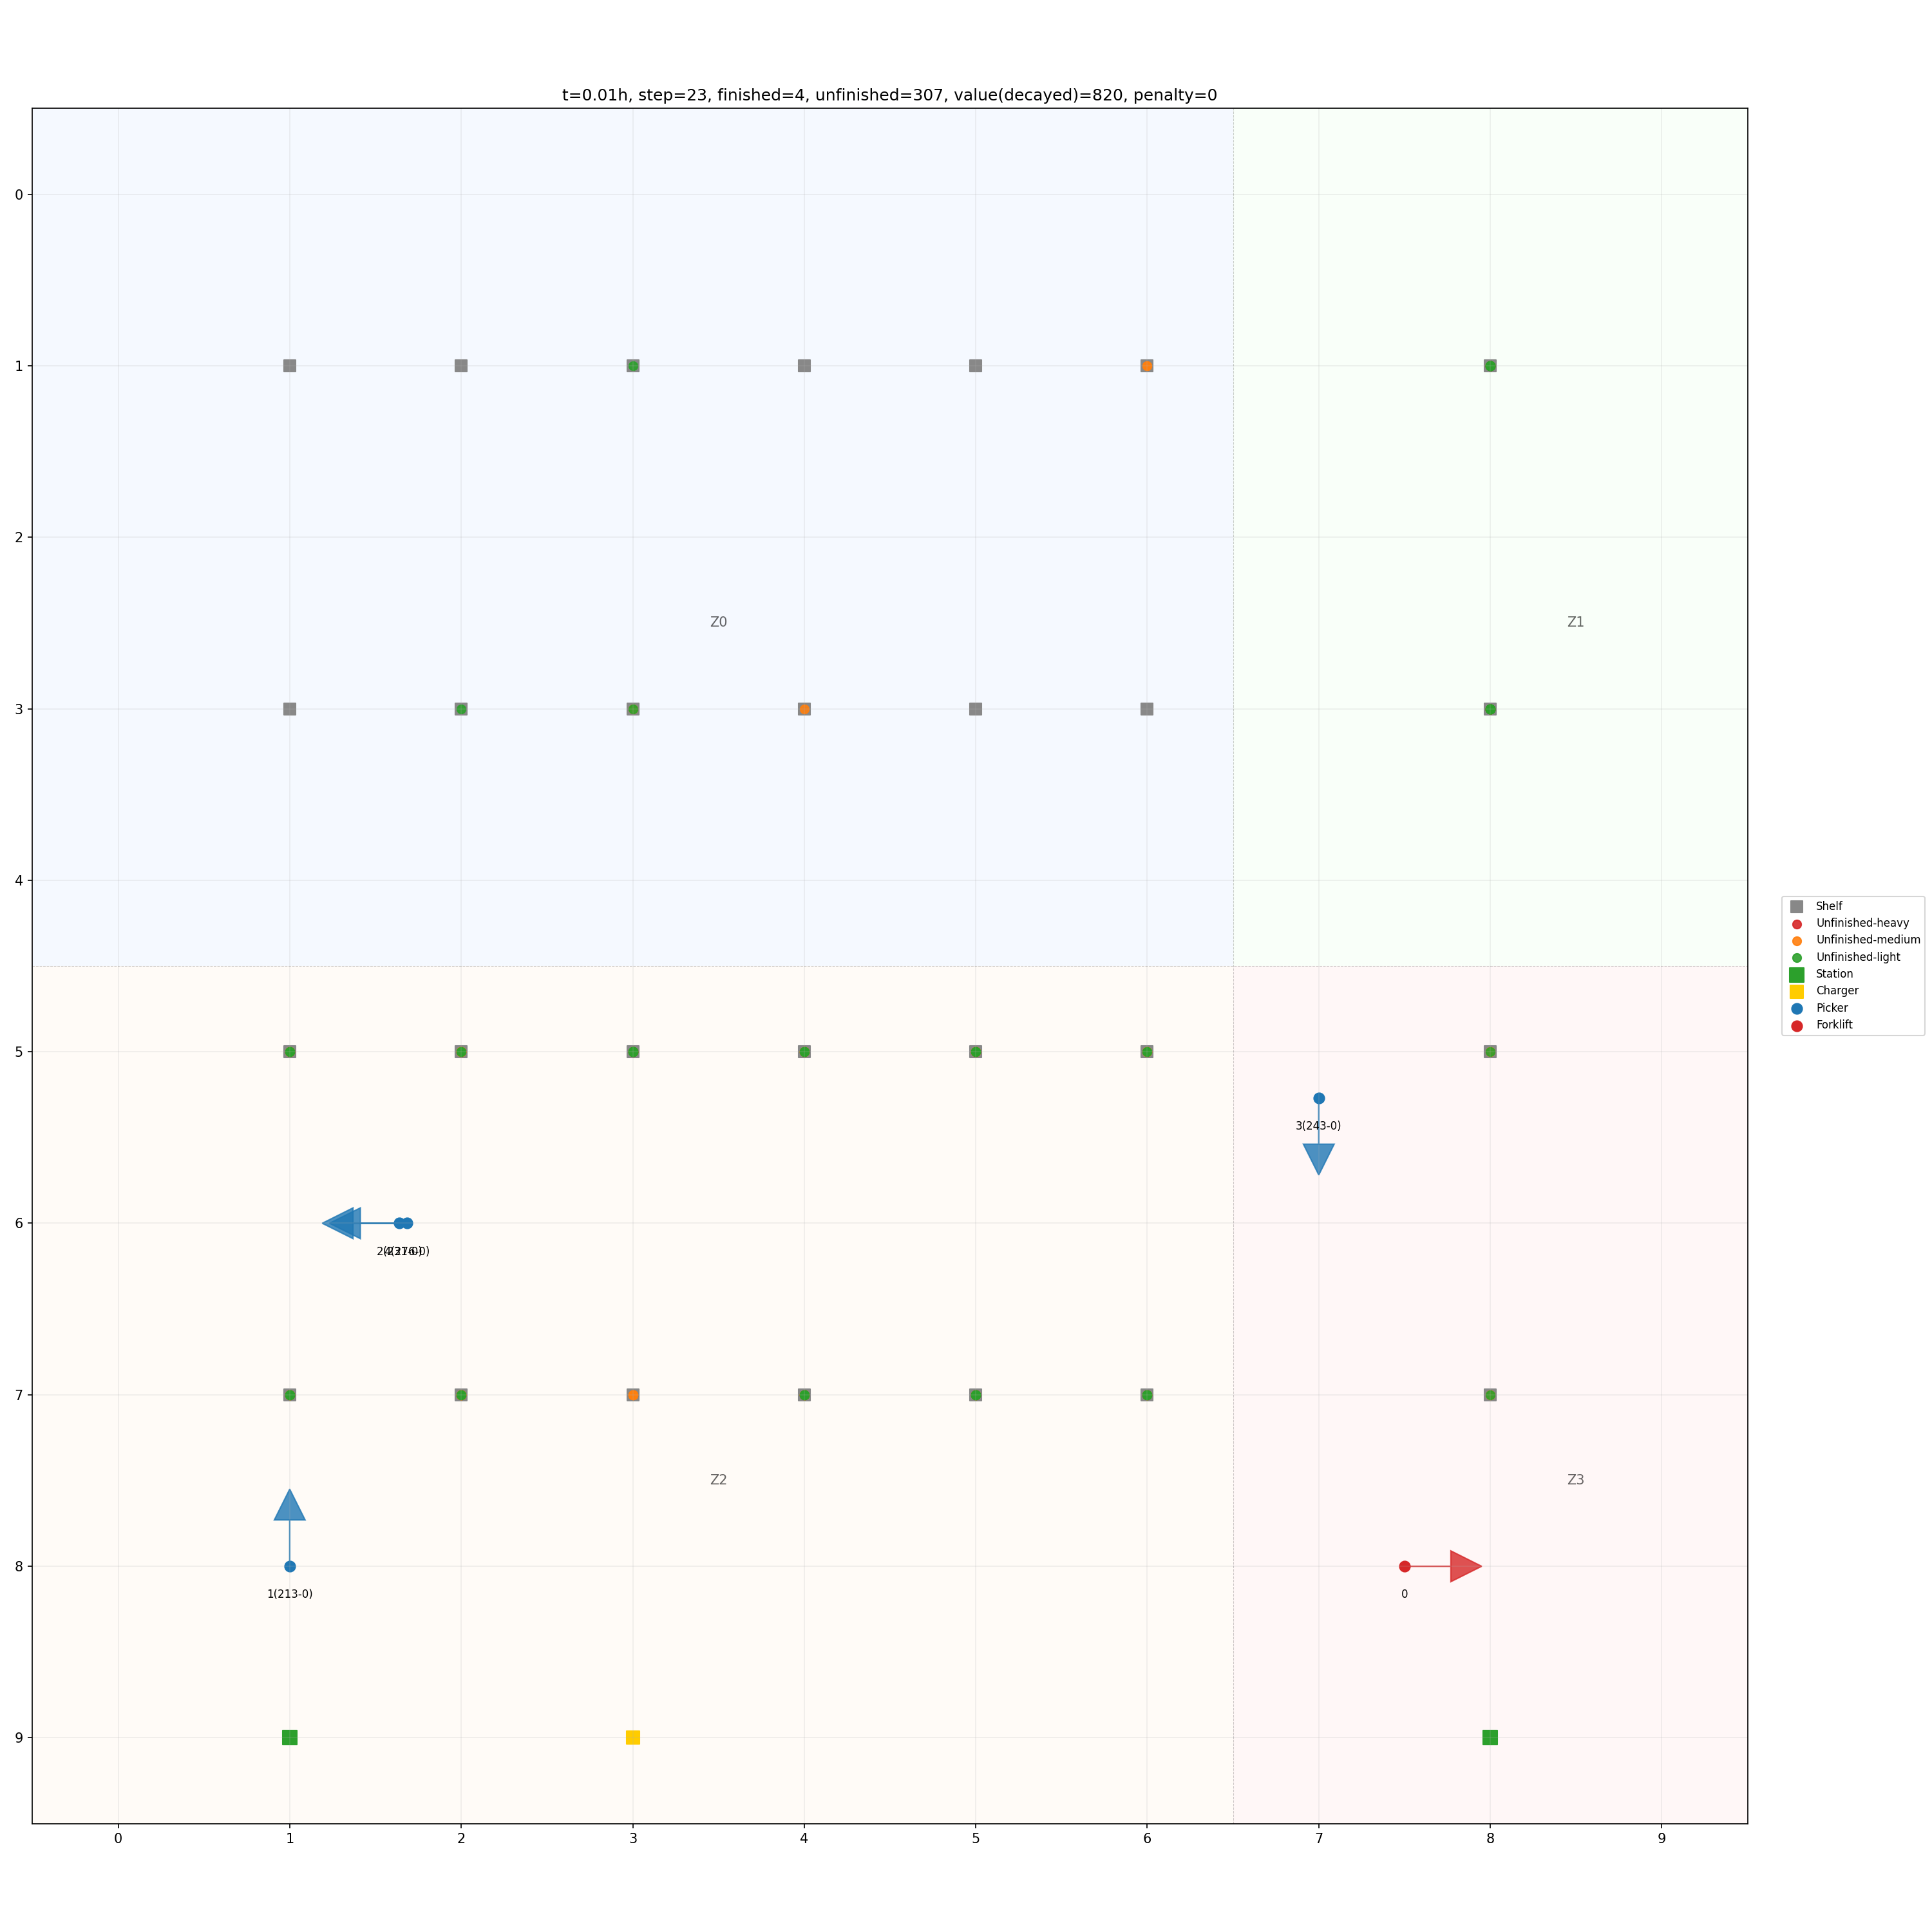 t=0.01h, step=23, finished=4, unfinished=307, value(decayed)=820, penalty=0
0
1
2
Z0
Z1
3
4
Shelf
Unfinished-heavy
Unfinished-medium
Unfinished-light
Station
Charger
Picker
Forklift
5
3(243-0)
6
7
Z2
Z3
8
1(213-0)
0
9
0 1 2 3 4 5 6 7 8 9